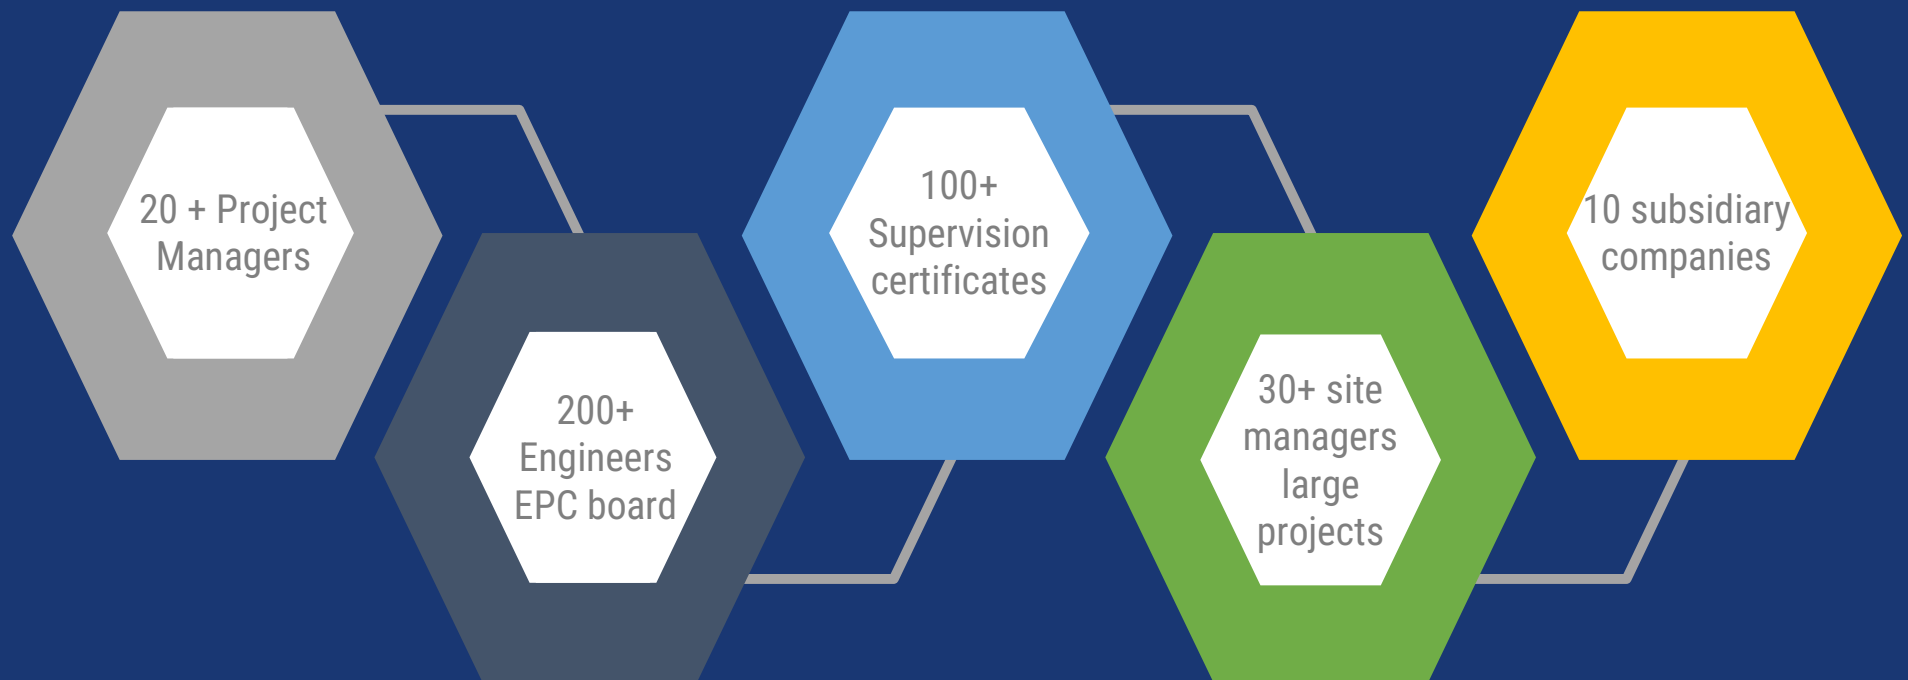 20 + Project
Managers
200+
Engineers
EPC board
100+
Supervision
certificates
30+ site
managers
large
projects
10 subsidiary
companies